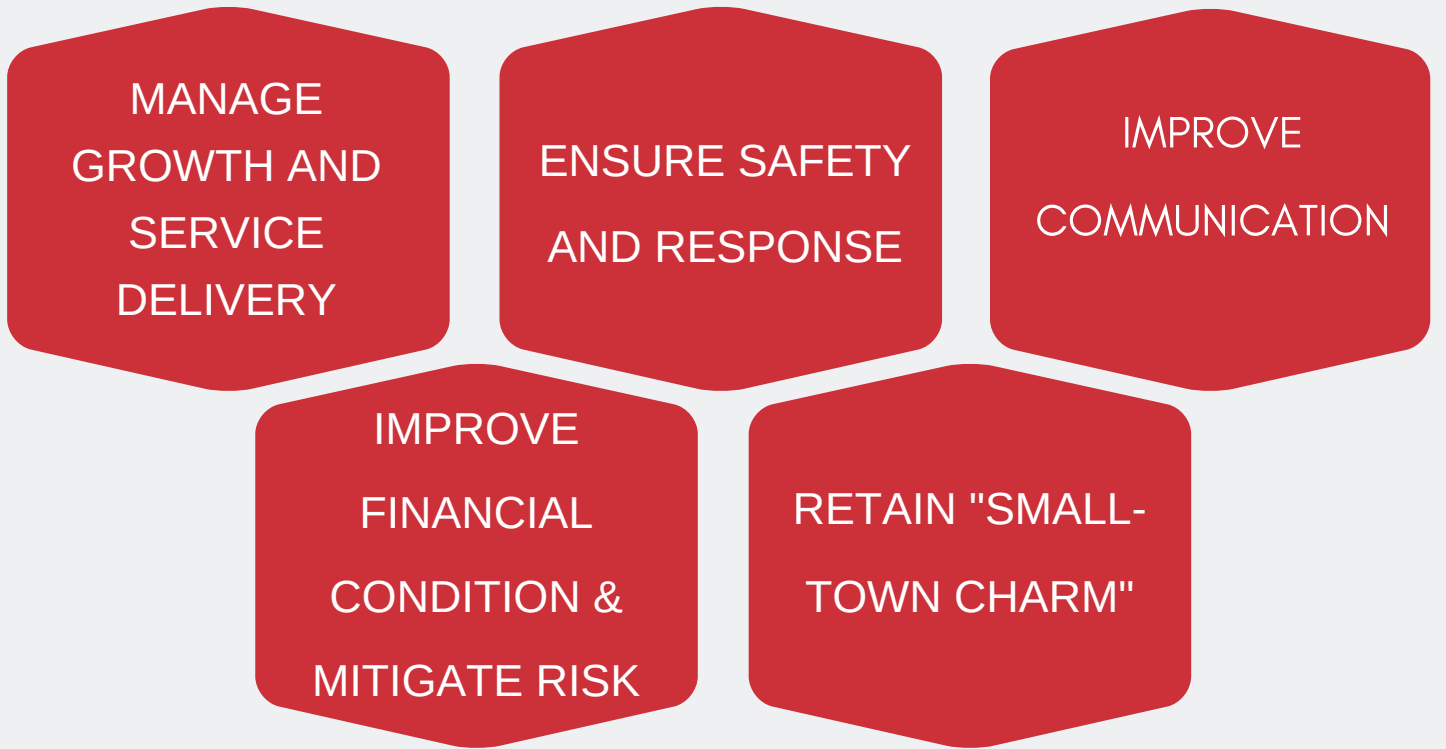 MANAGE
GROWTH AND
SERVICE
DELIVERY
ENSURE SAFETY
AND RESPONSE
IMPROVE
COMMUNICATION
IMPROVE
FINANCIAL
CONDITION &
MITIGATE RISK
RETAIN "SMALL-
TOWN CHARM"